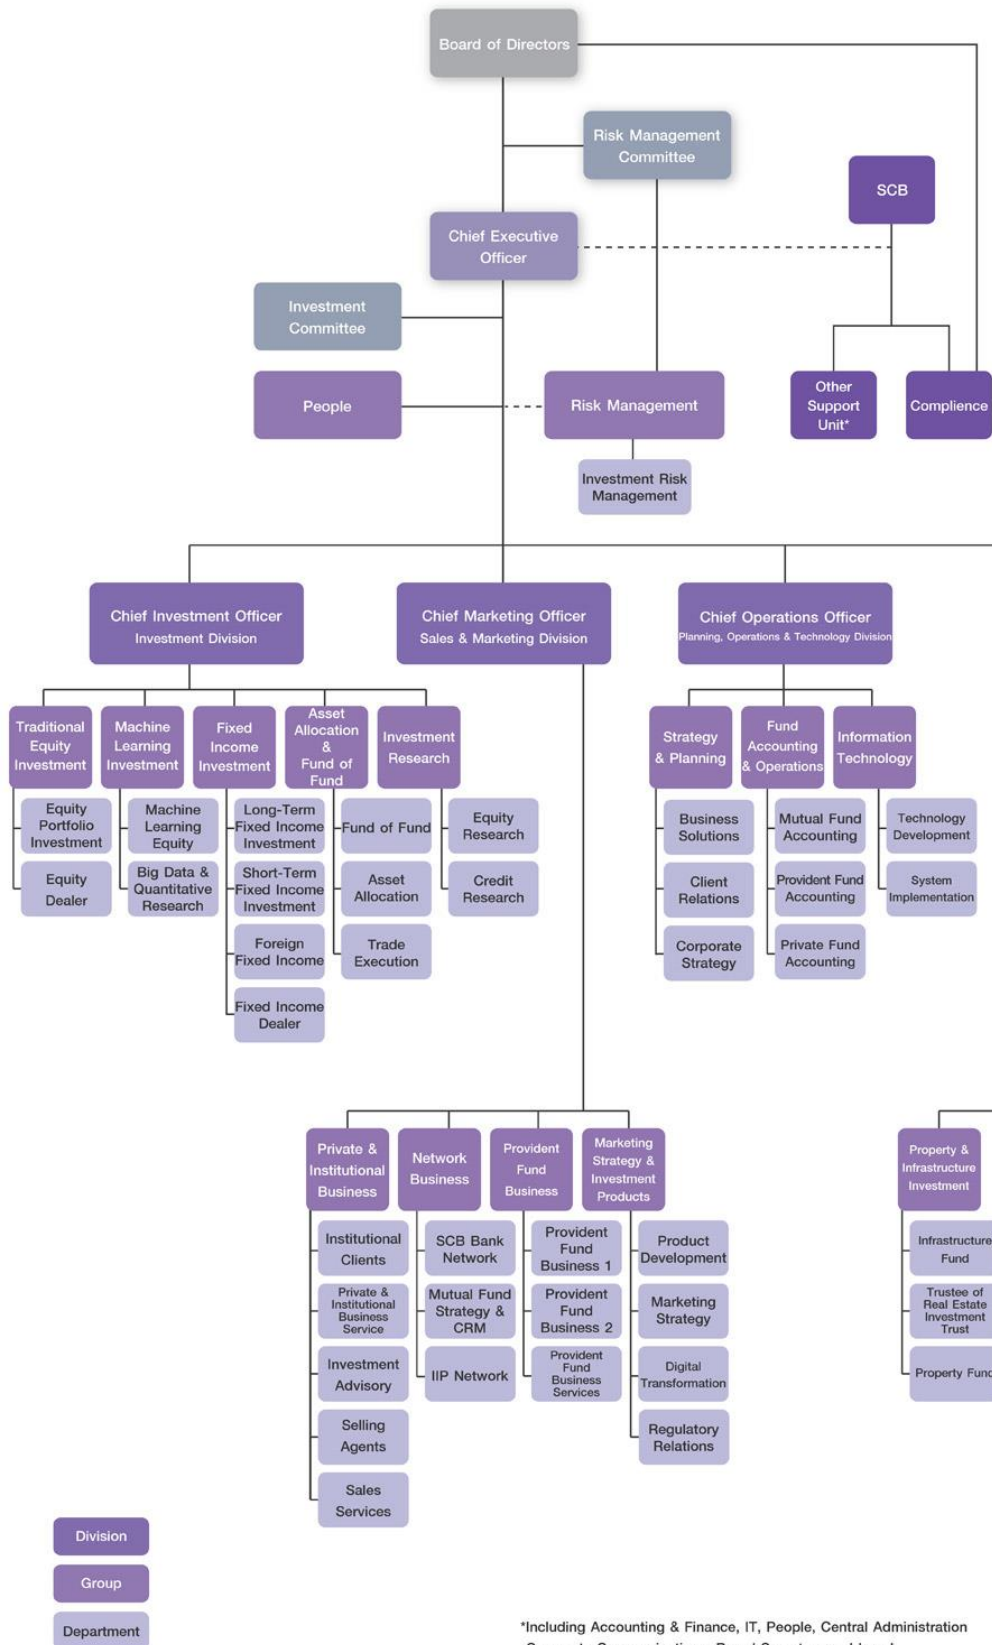 Board of Directors
Risk Management
Committee
SCB
Chief Executive
Officer
Investment
Committee
People
Risk Management
Other
Support
Unit*
Complience
Investment Risk
Management
Chief Investment Officer
Investment Division
Chief Marketing Officer
Sales & Marketing Division
Chief Operations Officer
Planning, Operations & Technology Division
Traditional
Equity
Investment
Machine
Learning
Investment
Fixed
Income
Investment
Asset
Allocation
&
Fund of
Fund
Investment
Research
Strategy
& Planning
Fund
Accounting
& Operations
Information
Technology
Equity
Portfolio
Investment
Equity
Dealer
Machine
Learning
Equity
Big Data &
Quantitative
Research
Long-Term
Fixed Income
Investment
Short-Term
Fixed Income
Investment
Foreign
Fixed Income
Fixed Income
Dealer
Fund of Fund
Asset
Allocation
Trade
Execution
Equity
Research
Credit
Research
Business
Solutions
Client
Relations
Corporate
Strategy
Mutual Fund
Accounting
Provident Fund
Accounting
Private Fund
Accounting
Technology
Development
System
Implementation
Private &
Institutional
Business
Network
Business
Provident
Fund
Business
Marketing
Strategy &
Investment
Products
Property &
Infrastructure
Investment
Institutional
Clients
Private &
Institutional
Business
Service
Investment
Advisory
Selling
Agents
Sales
Services
SCB Bank
Network
Mutual Fund
Strategy &
CRM
IIP Network
Provident
Fund
Business 1
Provident
Fund
Business 2
Provident
Fund
Business
Services
Product
Development
Marketing
Strategy
Digital
Transformation
Regulatory
Relations
Infrastructure
Fund
Trustee of
Real Estate
Investment
Trust
Property Fund
Division
Group
Department
*Including Accounting & Finance, IT, People, Central Administration